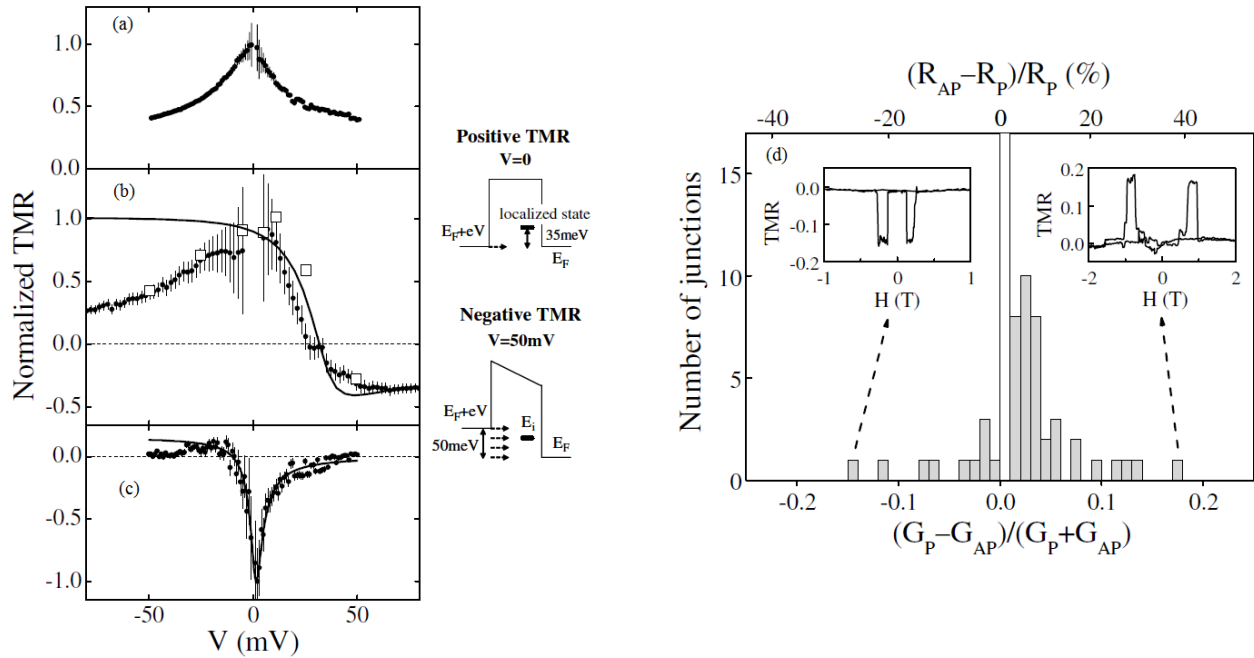 (a)
1.0
0.5
0.0
(b)
1.0
0.5
0.0
-0.5
(c)
0.0
-0.5
-1.0
Normalized TMR
-50 0 50
V (mV)
Positive TMR
V=0
localized state
E_F+eV
35meV
E_F
Negative TMR
V=50mV
E_F+eV
E_i
50meV
E_F
(R_AP−R_P)/R_P (%)
-40 -20 0 20 40
(d)
15
10
5
0
Number of junctions
0.0
-0.1
-0.2
TMR
-1 0 1
H (T)
0.2
0.1
0.0
TMR
-2 0 2
H (T)
-0.2 -0.1 0.0 0.1 0.2
(G_P−G_AP)/(G_P+G_AP)